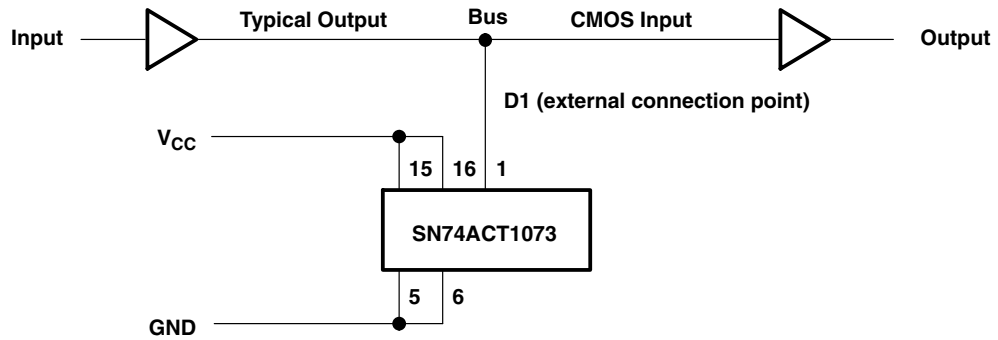 Input
Typical Output
Bus
CMOS Input
Output
D1 (external connection point)
VCC
15
16
1
SN74ACT1073
5
6
GND